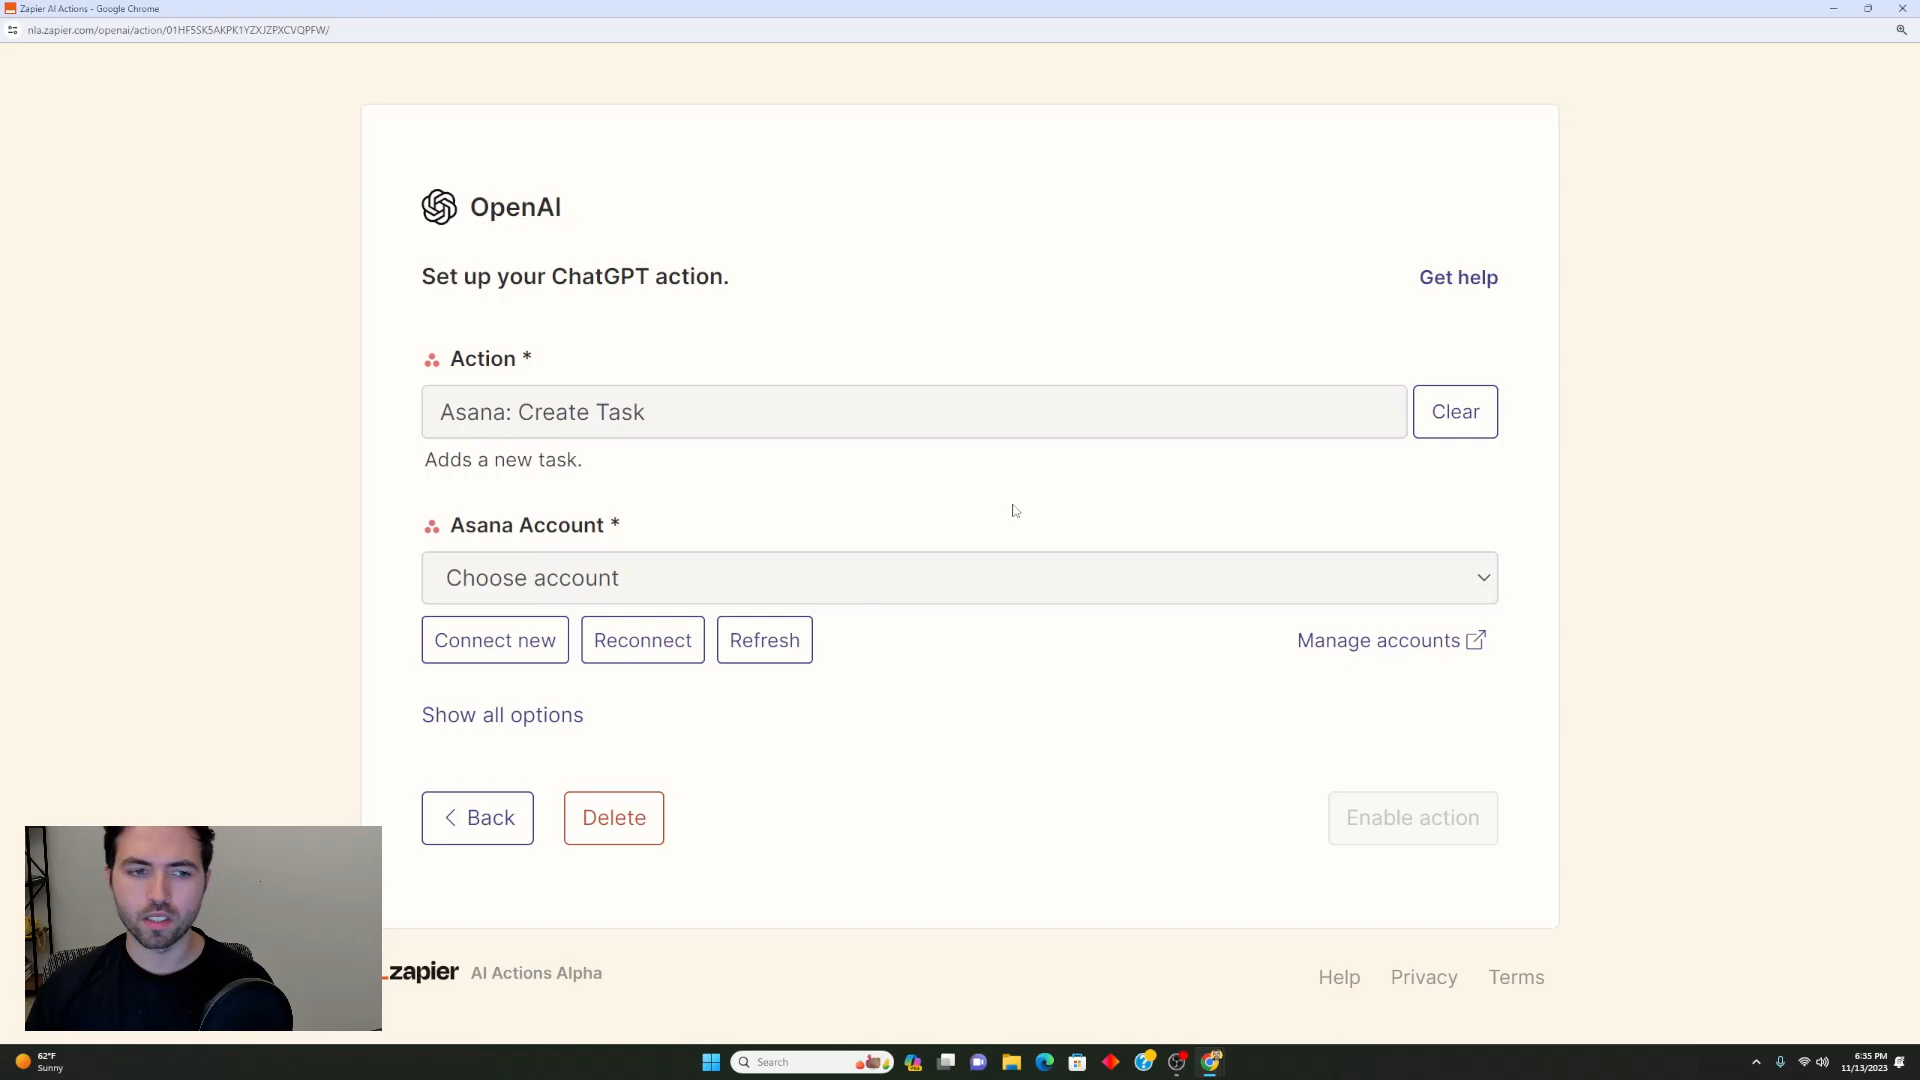 Zapier AI Actions - Google Chrome
nla.zapier.com/openai/action/01HF5SK5AKPK1YZXJZPXCVQPFW/
OpenAI
Set up your ChatGPT action.
Get help
Action *
Asana: Create Task
Clear
Adds a new task.
Asana Account *
Choose account
Connect new
Reconnect
Refresh
Manage accounts
Show all options
Back
Delete
Enable action
zapier AI Actions Alpha
Help
Privacy
Terms
62°F
Sunny
Search
6:35 PM
11/13/2023